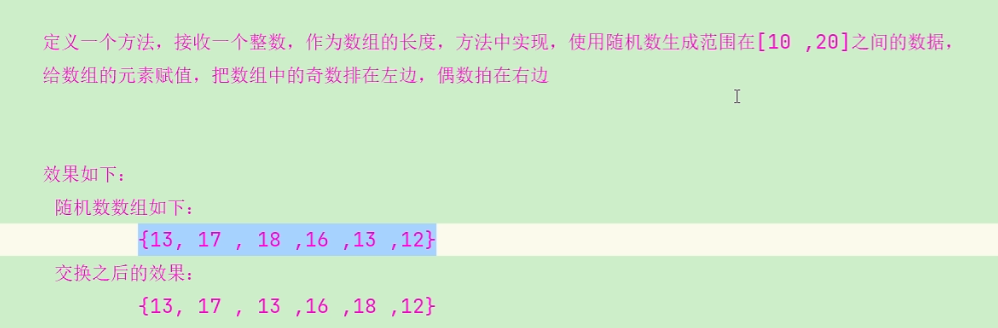 定义一个方法，接收一个整数，作为数组的长度，方法中实现，使用随机数生成范围在[10 ,20]之间的数据，
给数组的元素赋值，把数组中的奇数排在左边，偶数拍在右边
效果如下：
随机数数组如下：
{13, 17 , 18 ,16 ,13 ,12}
交换之后的效果：
{13, 17 , 13 ,16 ,18 ,12}